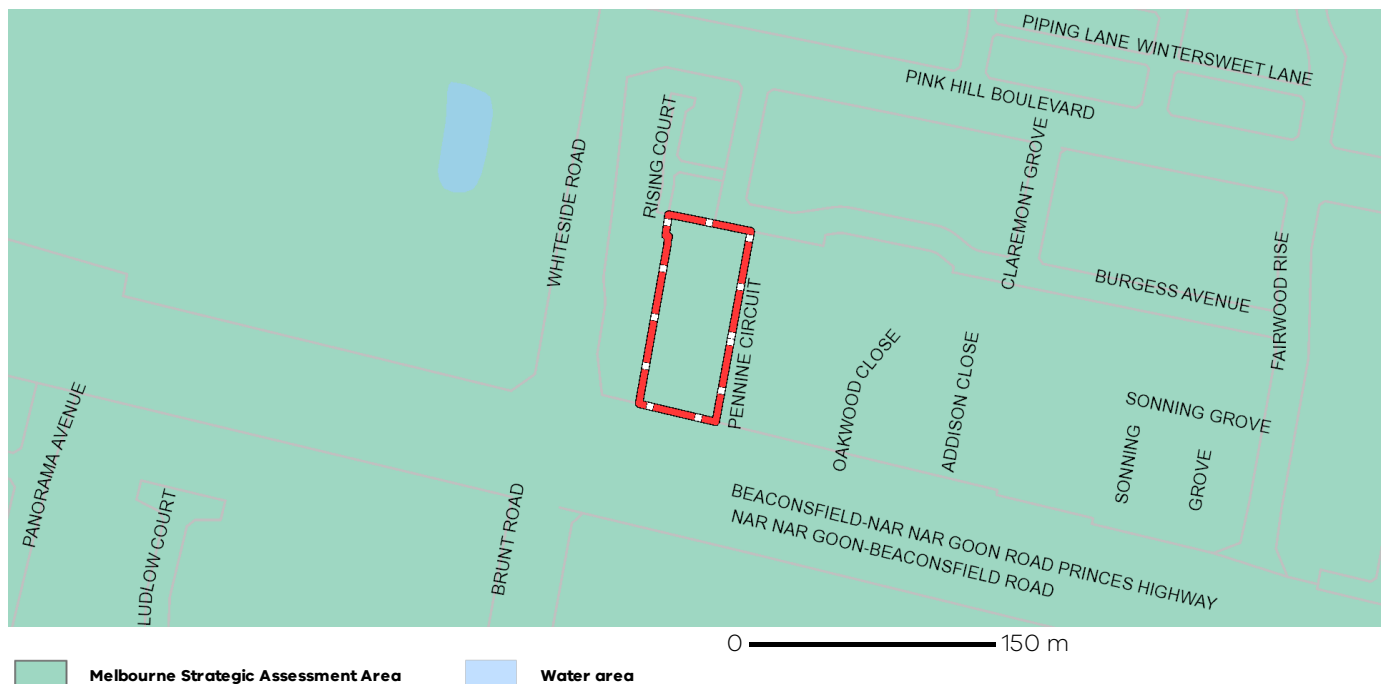 PIPING LANE WINTERSWEET LANE
PINK HILL BOULEVARD
RISING COURT
CLAREMONT GROVE
WHITESIDE ROAD
BURGESS AVENUE
FAIRWOOD RISE
PENNINE CIRCUIT
OAKWOOD CLOSE
ADDISON CLOSE
PANORAMA AVENUE
SONNING GROVE
SONNING
GROVE
LUDLOW COURT
BRUNT ROAD
BEACONSFIELD-NAR NAR GOON ROAD PRINCES HIGHWAY
NAR NAR GOON-BEACONSFIELD ROAD
0 150 m
Melbourne Strategic Assessment Area
Water area